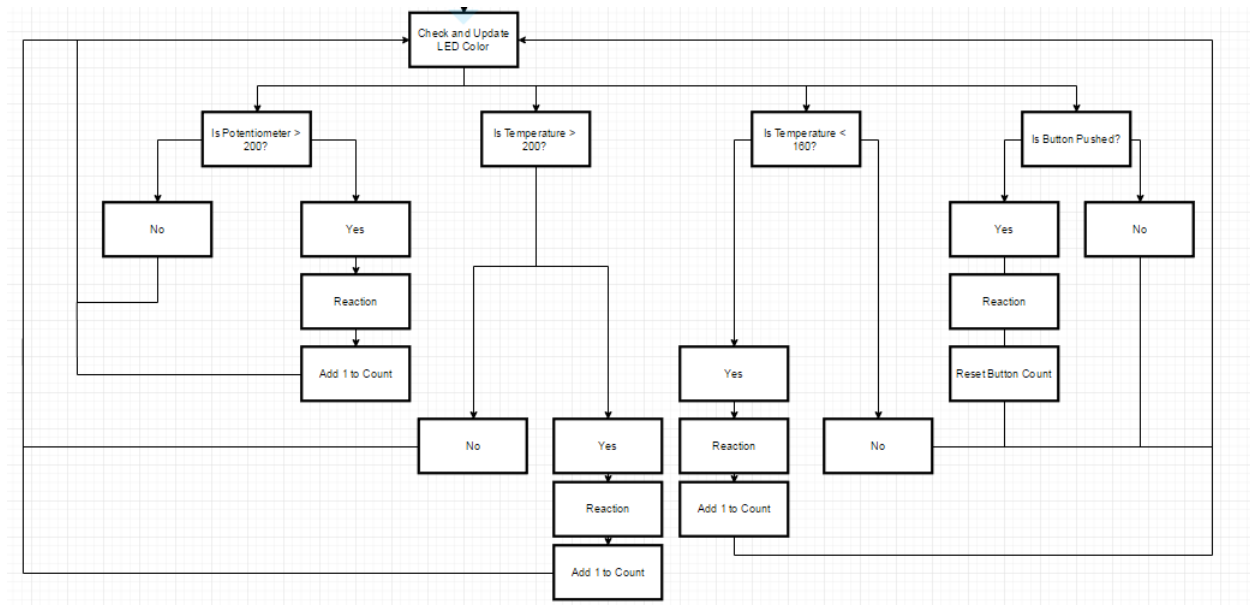 Check and Update
LED Color
Is Potentiometer >
200?
Is Temperature >
200?
Is Temperature <
160?
Is Button Pushed?
No
Yes
Yes
No
Reaction
Reaction
Add 1 to Count
Yes
Reset Button Count
No
Yes
Reaction
No
Reaction
Add 1 to Count
Add 1 to Count